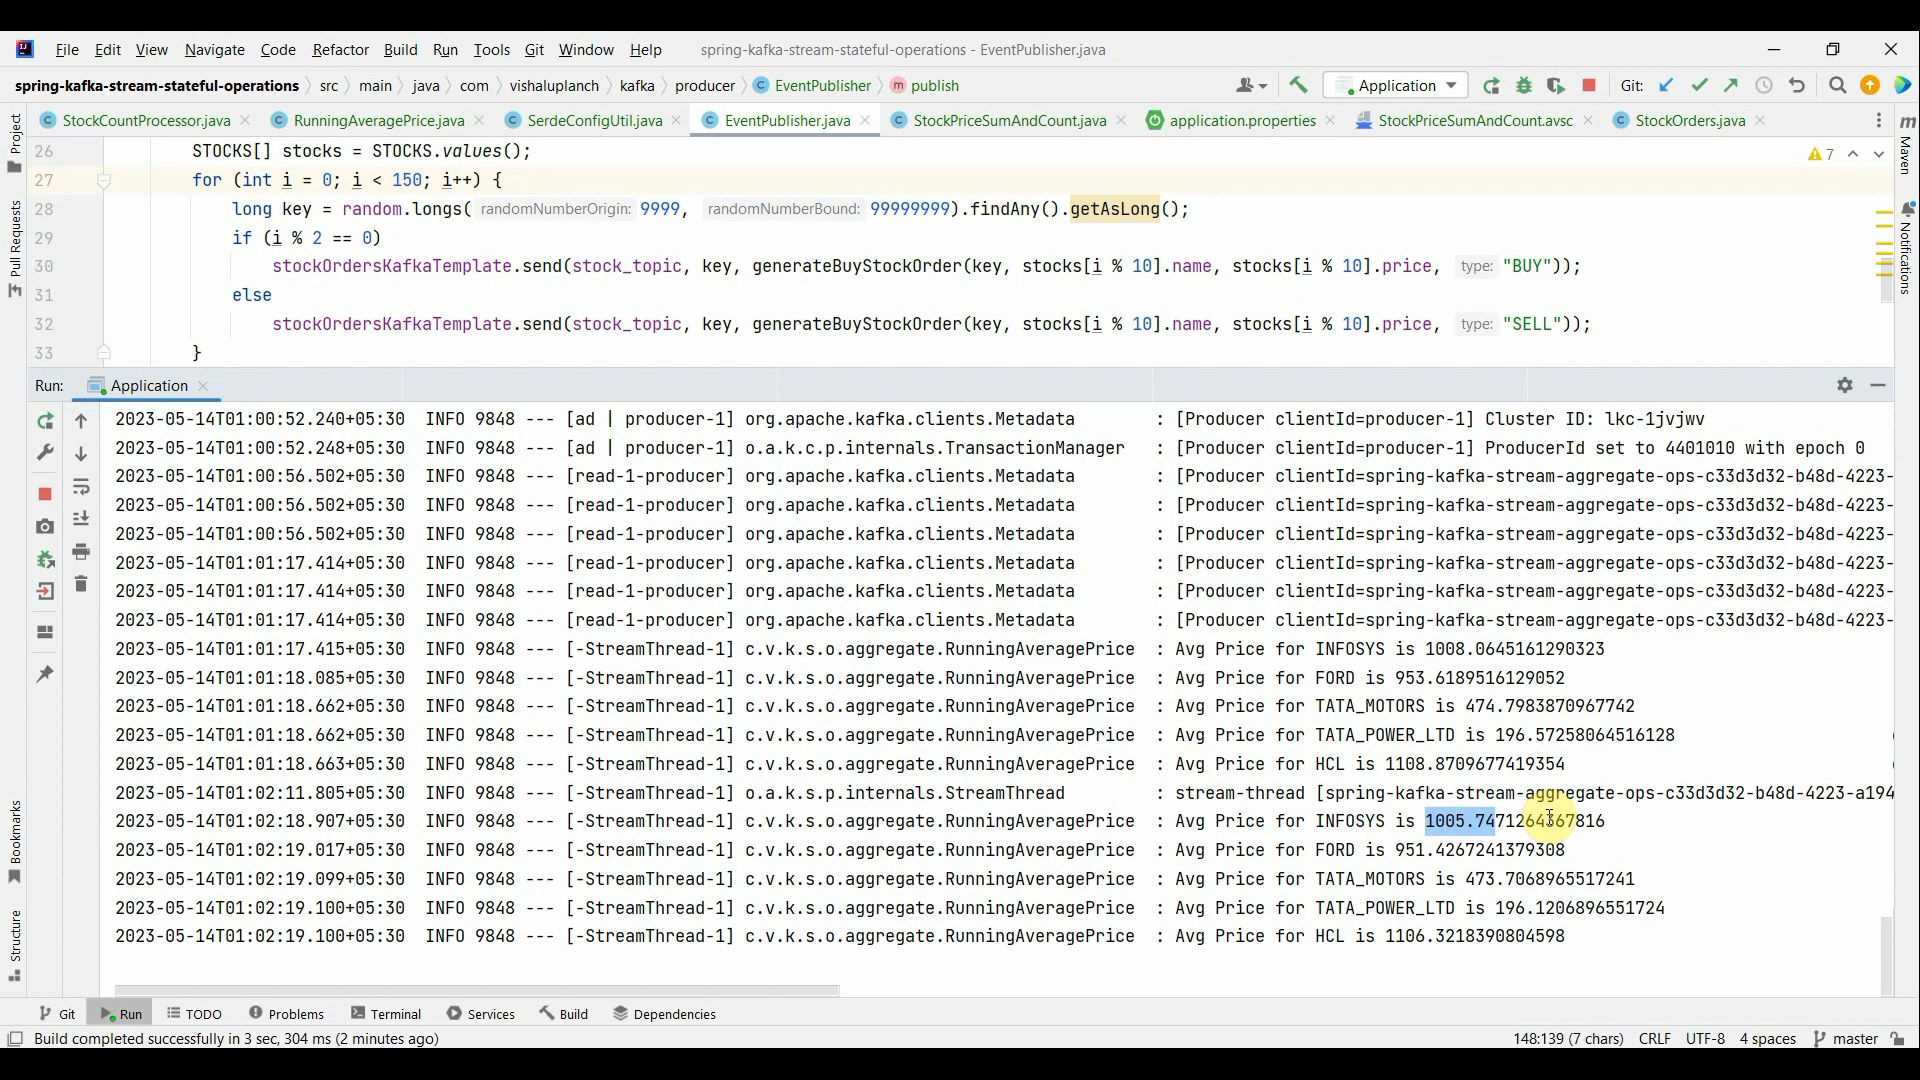 File Edit View Navigate Code Refactor Build Run Tools Git Window Help spring-kafka-stream-stateful-operations - EventPublisher.java
spring-kafka-stream-stateful-operations src main java com vishaluplanch kafka producer EventPublisher publish Application Git:
StockCountProcessor.java RunningAveragePrice.java SerdeConfigUtil.java EventPublisher.java StockPriceSumAndCount.java application.properties StockPriceSumAndCount.avsc StockOrders.java
Project
Pull Requests
Bookmarks
Structure
Maven
Notifications
7
26 STOCKS[] stocks = STOCKS.values();
27 for (int i = 0; i < 150; i++) {
28 long key = random.longs( randomNumberOrigin: 9999, randomNumberBound: 99999999).findAny().getAsLong();
29 if (i % 2 == 0)
30 stockOrdersKafkaTemplate.send(stock_topic, key, generateBuyStockOrder(key, stocks[i % 10].name, stocks[i % 10].price, type: "BUY"));
31 else
32 stockOrdersKafkaTemplate.send(stock_topic, key, generateBuyStockOrder(key, stocks[i % 10].name, stocks[i % 10].price, type: "SELL"));
33 }
Run: Application
2023-05-14T01:00:52.240+05:30 INFO 9848 --- [ad | producer-1] org.apache.kafka.clients.Metadata : [Producer clientId=producer-1] Cluster ID: lkc-1jvjwv
2023-05-14T01:00:52.248+05:30 INFO 9848 --- [ad | producer-1] o.a.k.c.p.internals.TransactionManager : [Producer clientId=producer-1] ProducerId set to 4401010 with epoch 0
2023-05-14T01:00:56.502+05:30 INFO 9848 --- [read-1-producer] org.apache.kafka.clients.Metadata : [Producer clientId=spring-kafka-stream-aggregate-ops-c33d3d32-b48d-4223-
2023-05-14T01:00:56.502+05:30 INFO 9848 --- [read-1-producer] org.apache.kafka.clients.Metadata : [Producer clientId=spring-kafka-stream-aggregate-ops-c33d3d32-b48d-4223-
2023-05-14T01:00:56.502+05:30 INFO 9848 --- [read-1-producer] org.apache.kafka.clients.Metadata : [Producer clientId=spring-kafka-stream-aggregate-ops-c33d3d32-b48d-4223-
2023-05-14T01:01:17.414+05:30 INFO 9848 --- [read-1-producer] org.apache.kafka.clients.Metadata : [Producer clientId=spring-kafka-stream-aggregate-ops-c33d3d32-b48d-4223-
2023-05-14T01:01:17.414+05:30 INFO 9848 --- [read-1-producer] org.apache.kafka.clients.Metadata : [Producer clientId=spring-kafka-stream-aggregate-ops-c33d3d32-b48d-4223-
2023-05-14T01:01:17.414+05:30 INFO 9848 --- [read-1-producer] org.apache.kafka.clients.Metadata : [Producer clientId=spring-kafka-stream-aggregate-ops-c33d3d32-b48d-4223-
2023-05-14T01:01:17.415+05:30 INFO 9848 --- [-StreamThread-1] c.v.k.s.o.aggregate.RunningAveragePrice : Avg Price for INFOSYS is 1008.0645161290323
2023-05-14T01:01:18.085+05:30 INFO 9848 --- [-StreamThread-1] c.v.k.s.o.aggregate.RunningAveragePrice : Avg Price for FORD is 953.6189516129052
2023-05-14T01:01:18.662+05:30 INFO 9848 --- [-StreamThread-1] c.v.k.s.o.aggregate.RunningAveragePrice : Avg Price for TATA_MOTORS is 474.7983870967742
2023-05-14T01:01:18.662+05:30 INFO 9848 --- [-StreamThread-1] c.v.k.s.o.aggregate.RunningAveragePrice : Avg Price for TATA_POWER_LTD is 196.57258064516128
2023-05-14T01:01:18.663+05:30 INFO 9848 --- [-StreamThread-1] c.v.k.s.o.aggregate.RunningAveragePrice : Avg Price for HCL is 1108.8709677419354
2023-05-14T01:02:11.805+05:30 INFO 9848 --- [-StreamThread-1] o.a.k.s.p.internals.StreamThread : stream-thread [spring-kafka-stream-aggregate-ops-c33d3d32-b48d-4223-a194
2023-05-14T01:02:18.907+05:30 INFO 9848 --- [-StreamThread-1] c.v.k.s.o.aggregate.RunningAveragePrice : Avg Price for INFOSYS is 1005.7471264367816
2023-05-14T01:02:19.017+05:30 INFO 9848 --- [-StreamThread-1] c.v.k.s.o.aggregate.RunningAveragePrice : Avg Price for FORD is 951.4267241379308
2023-05-14T01:02:19.099+05:30 INFO 9848 --- [-StreamThread-1] c.v.k.s.o.aggregate.RunningAveragePrice : Avg Price for TATA_MOTORS is 473.7068965517241
2023-05-14T01:02:19.100+05:30 INFO 9848 --- [-StreamThread-1] c.v.k.s.o.aggregate.RunningAveragePrice : Avg Price for TATA_POWER_LTD is 196.1206896551724
2023-05-14T01:02:19.100+05:30 INFO 9848 --- [-StreamThread-1] c.v.k.s.o.aggregate.RunningAveragePrice : Avg Price for HCL is 1106.3218390804598
Git Run TODO Problems Terminal Services Build Dependencies
Build completed successfully in 3 sec, 304 ms (2 minutes ago) 148:139 (7 chars) CRLF UTF-8 4 spaces master